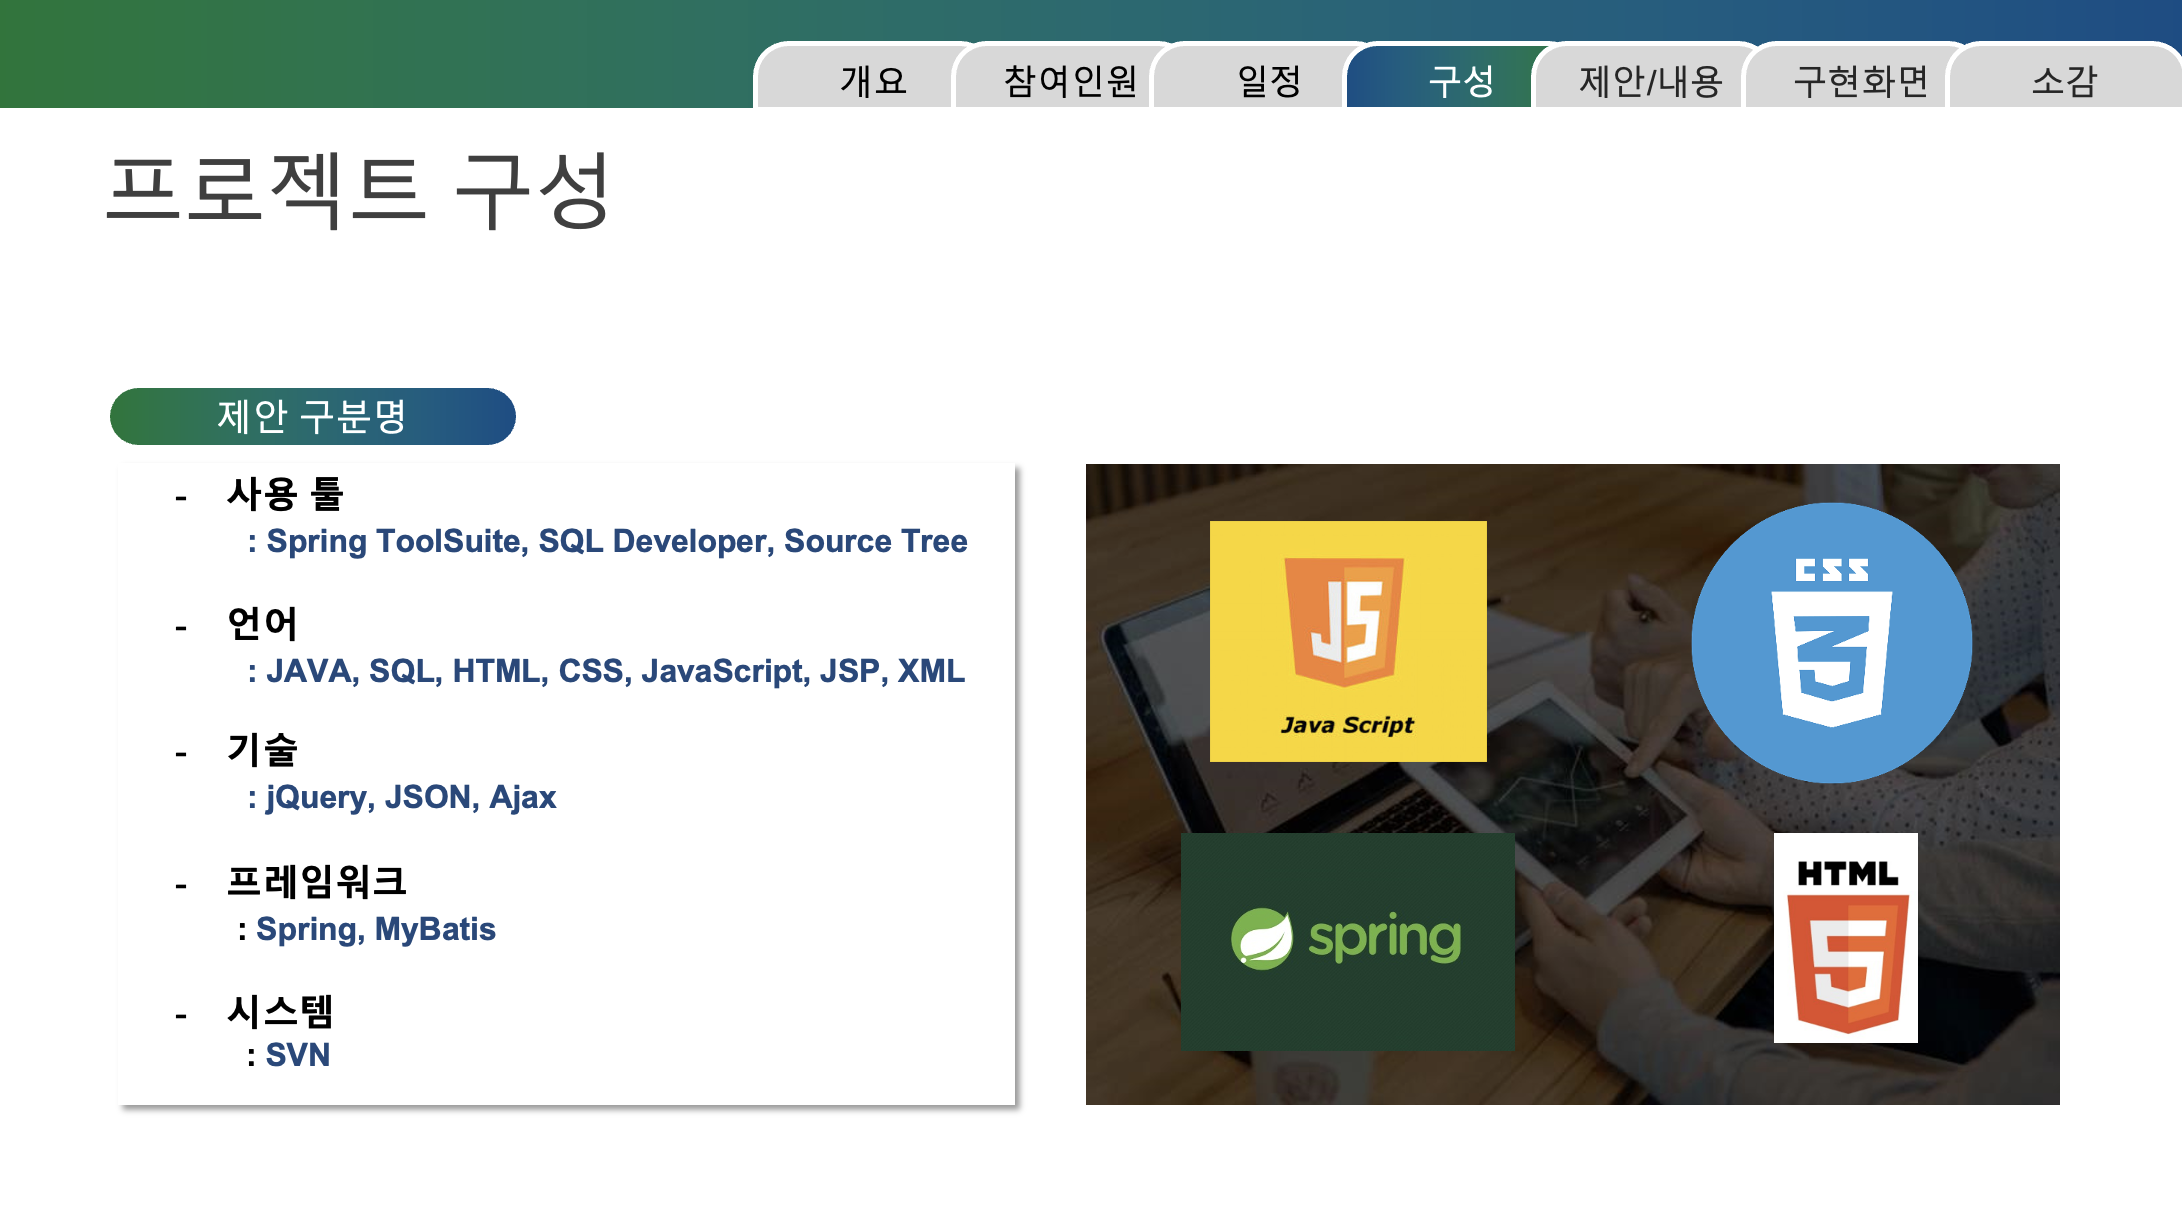 개요
참여인원
일정
구성
제안/내용
구현화면
소감
프로젝트 구성
제안 구분명
- 사용 툴
: Spring ToolSuite, SQL Developer, Source Tree
- 언어
: JAVA, SQL, HTML, CSS, JavaScript, JSP, XML
- 기술
: jQuery, JSON, Ajax
- 프레임워크
: Spring, MyBatis
- 시스템
: SVN
JS
Java Script
CSS
3
spring
HTML
5